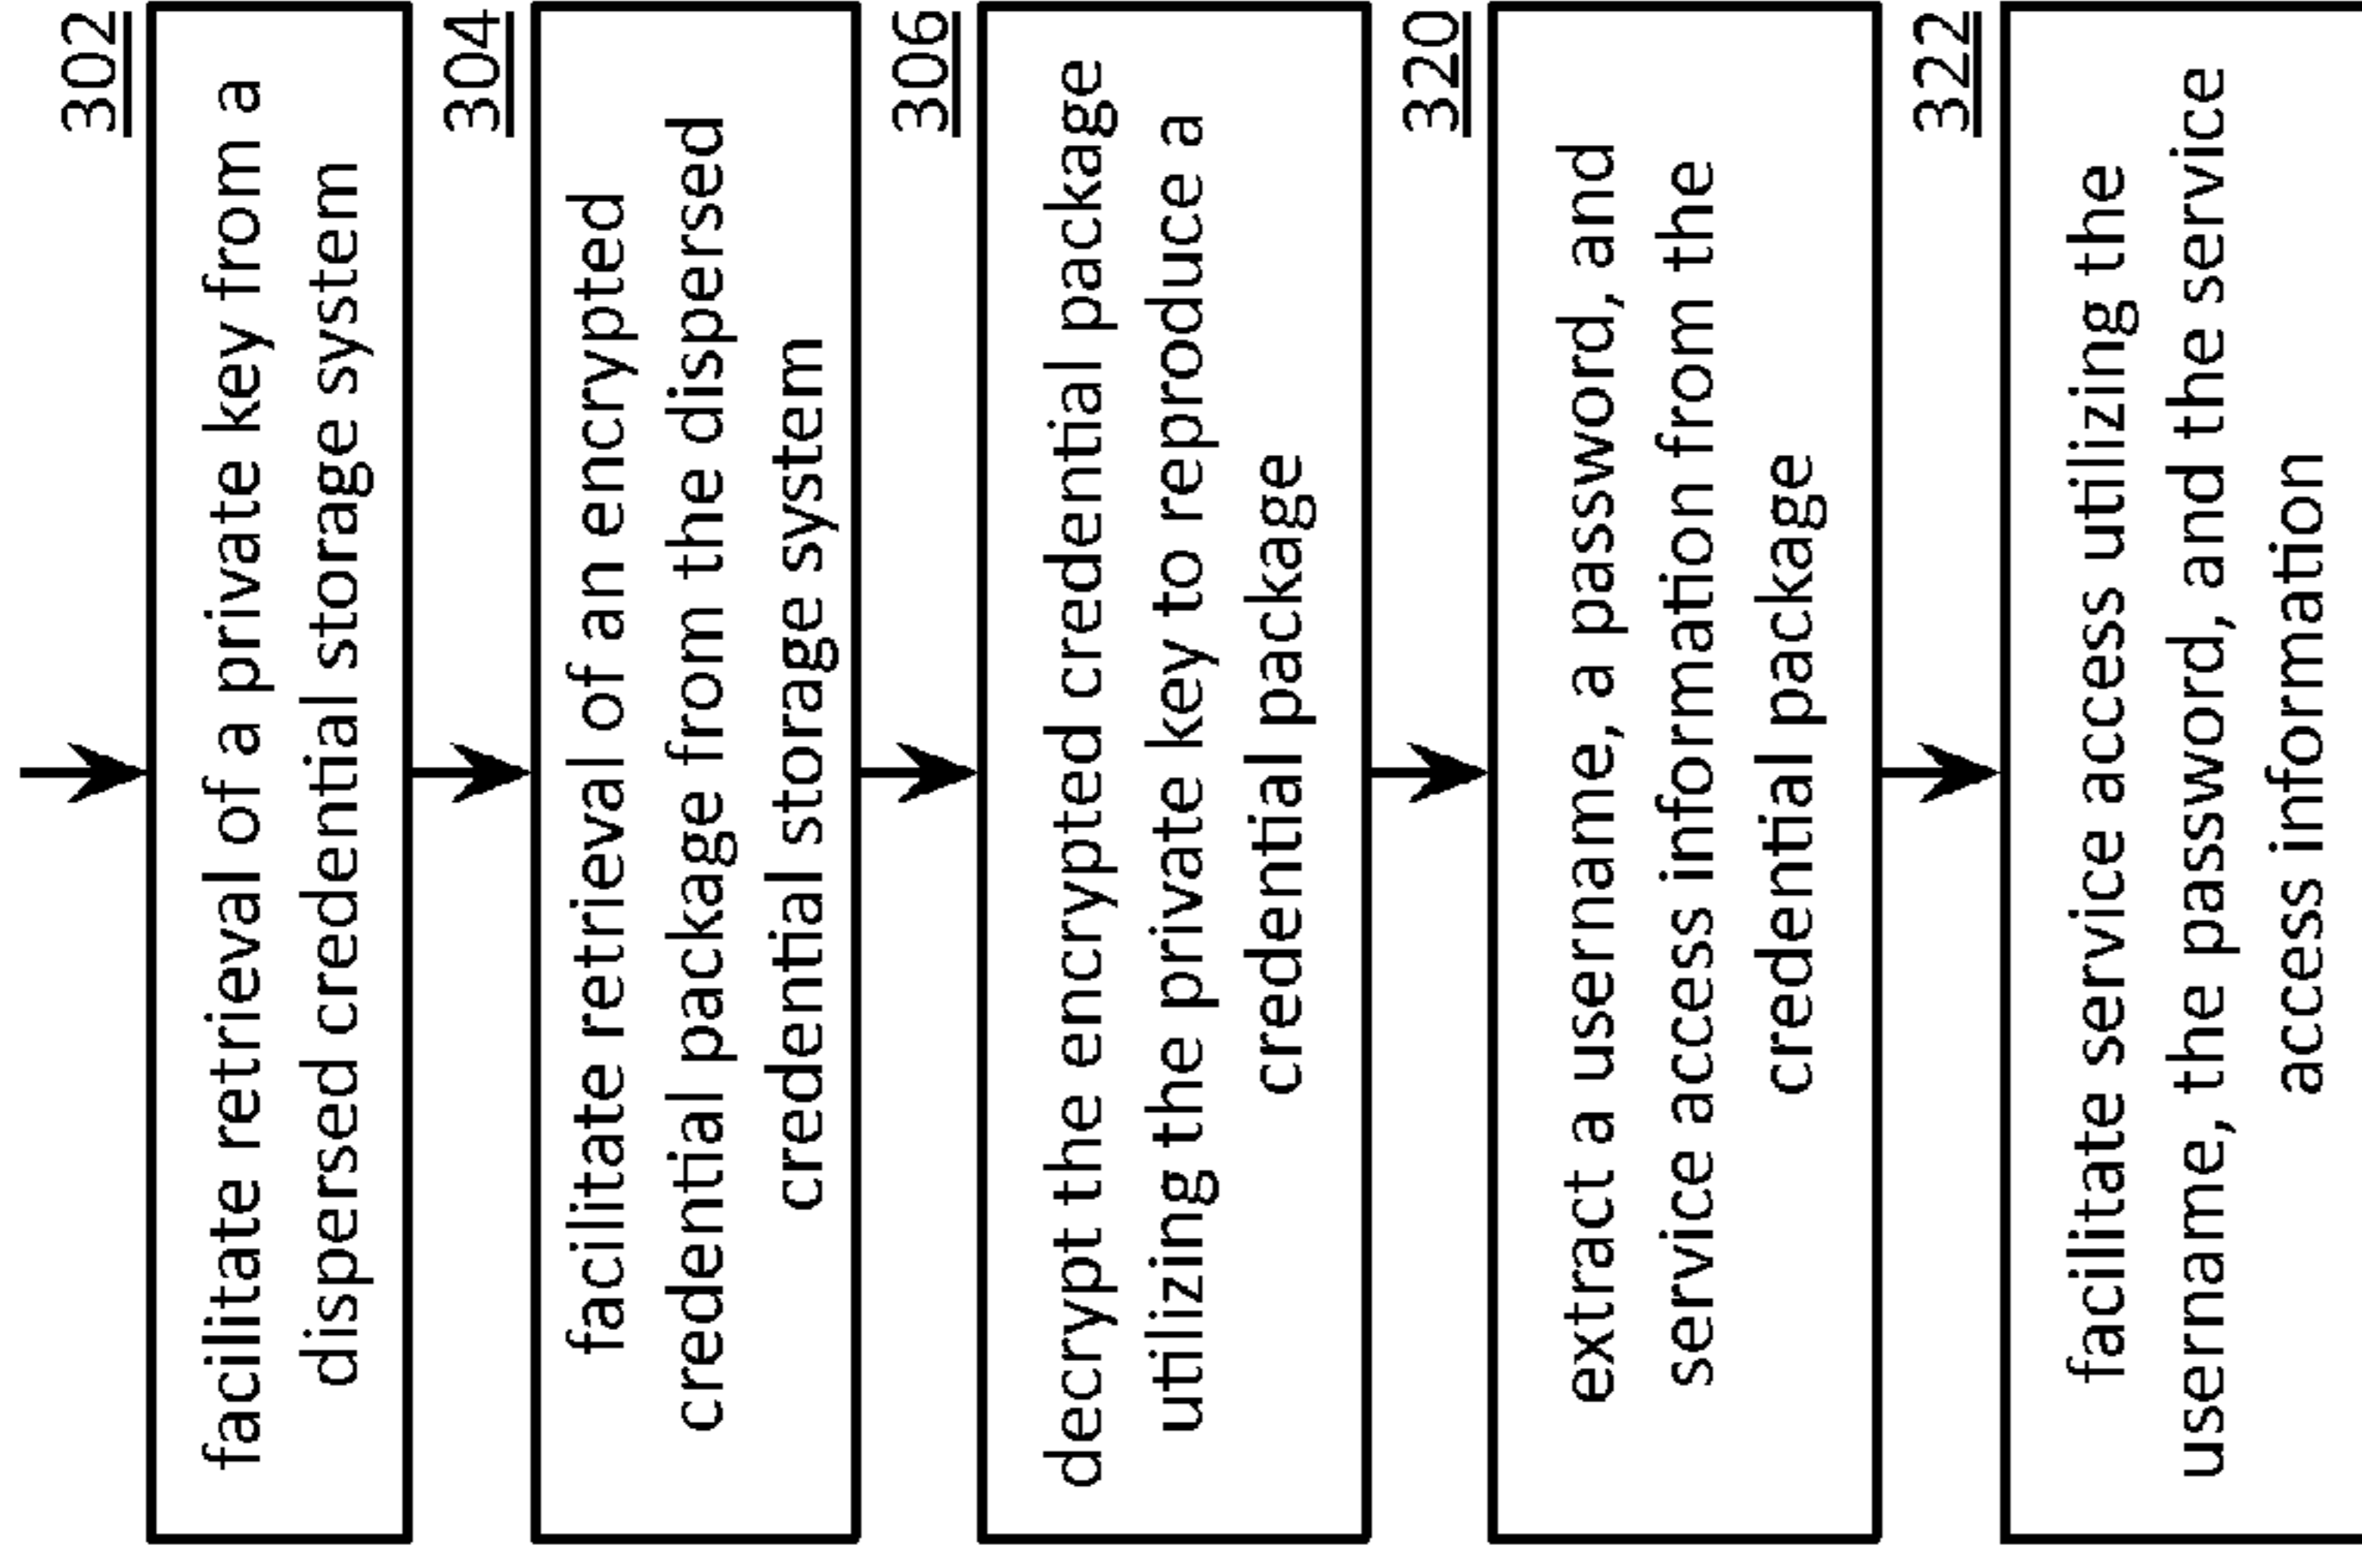 302
facilitate retrieval of a private key from a
dispersed credential storage system
304
facilitate retrieval of an encrypted
credential package from the dispersed
credential storage system
306
decrypt the encrypted credential package
utilizing the private key to reproduce a
credential package
320
extract a username, a password, and
service access information from the
credential package
322
facilitate service access utilizing the
username, the password, and the service
access information